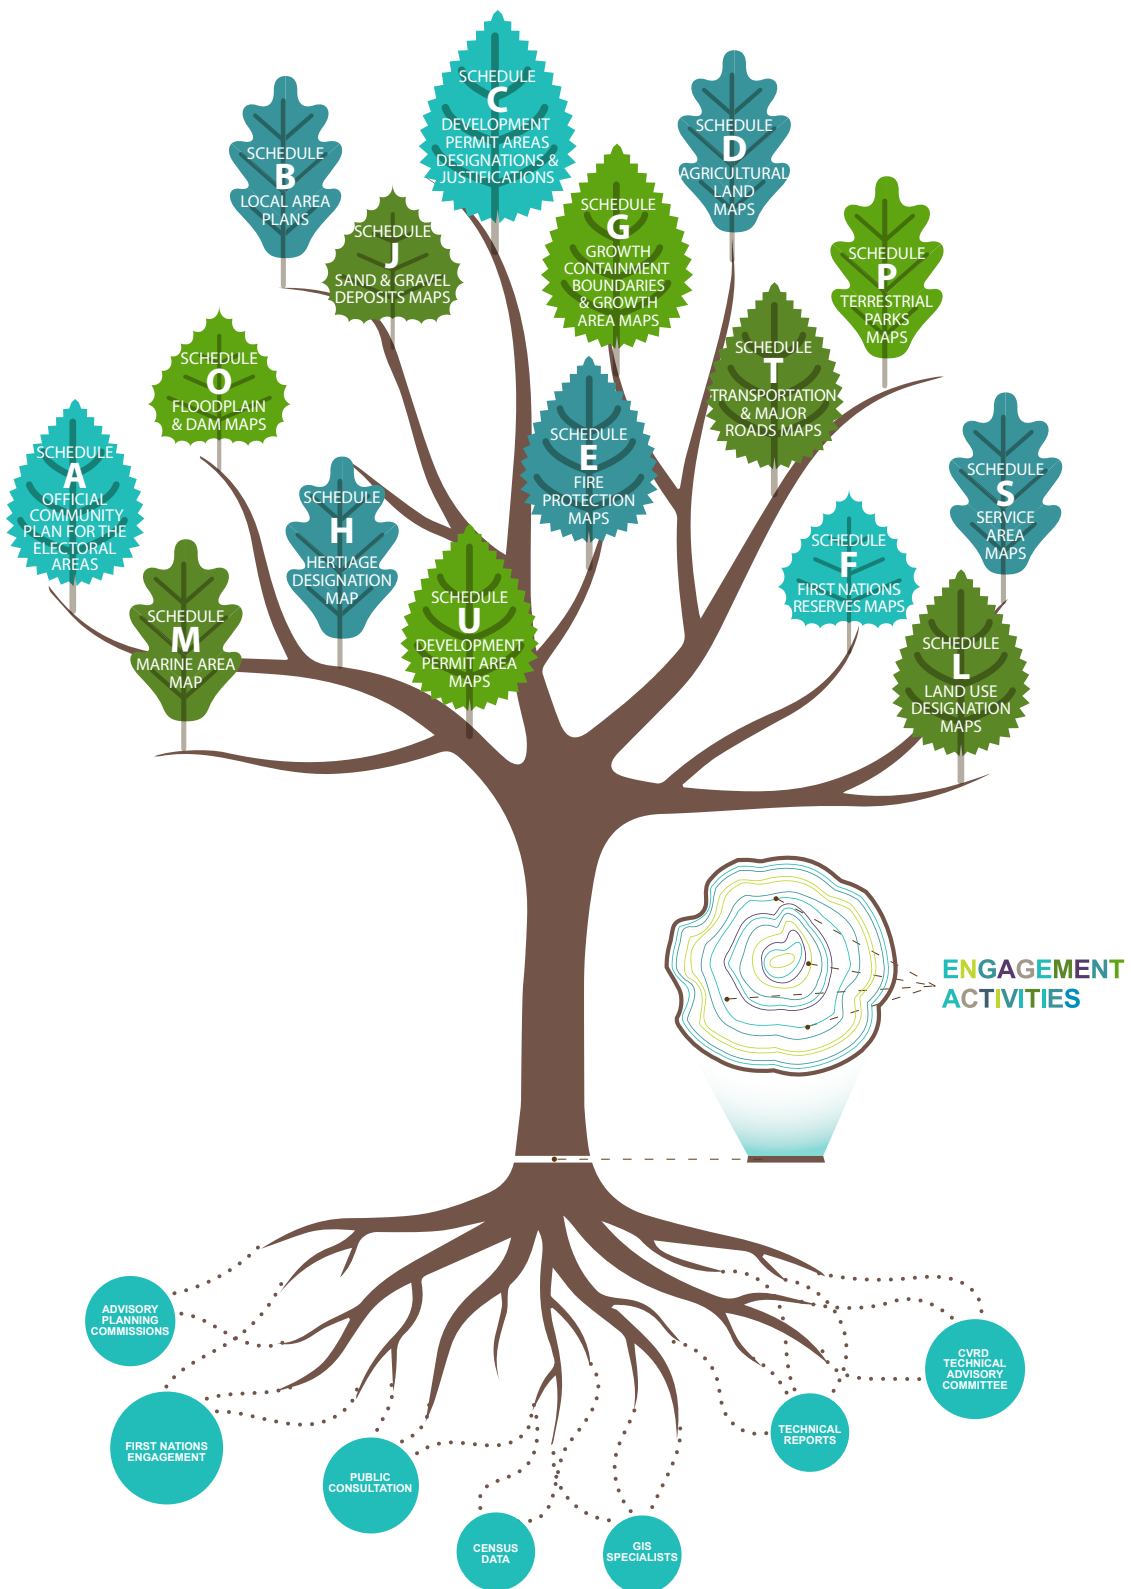 SCHEDULE
C
DEVELOPMENT
PERMIT AREAS
DESIGNATIONS &
JUSTIFICATIONS
SCHEDULE
B
LOCAL AREA
PLANS
SCHEDULE
D
AGRICULTURAL
LAND
MAPS
SCHEDULE
J
SAND & GRAVEL
DEPOSITS MAPS
SCHEDULE
G
GROWTH
CONTAINMENT
BOUNDARIES
& GROWTH
AREA MAPS
SCHEDULE
P
TERRESTRIAL
PARKS
MAPS
SCHEDULE
O
FLOODPLAIN
& DAM MAPS
SCHEDULE
T
TRANSPORTATION
& MAJOR
ROADS MAPS
SCHEDULE
A
OFFICIAL
COMMUNITY
PLAN FOR THE
ELECTORAL
AREAS
SCHEDULE
H
HERTIAGE
DESIGNATION
MAP
SCHEDULE
E
FIRE
PROTECTION
MAPS
SCHEDULE
S
SERVICE
AREA
MAPS
SCHEDULE
M
MARINE AREA
MAP
SCHEDULE
U
DEVELOPMENT
PERMIT AREA
MAPS
SCHEDULE
F
FIRST NATIONS
RESERVES MAPS
SCHEDULE
L
LAND USE
DESIGNATION
MAPS
ENGAGEMENT
ACTIVITIES
ADVISORY
PLANNING
COMMISSIONS
FIRST NATIONS
ENGAGEMENT
PUBLIC
CONSULTATION
CENSUS
DATA
GIS
SPECIALISTS
TECHNICAL
REPORTS
CVRD
TECHNICAL
ADVISORY
COMMITTEE